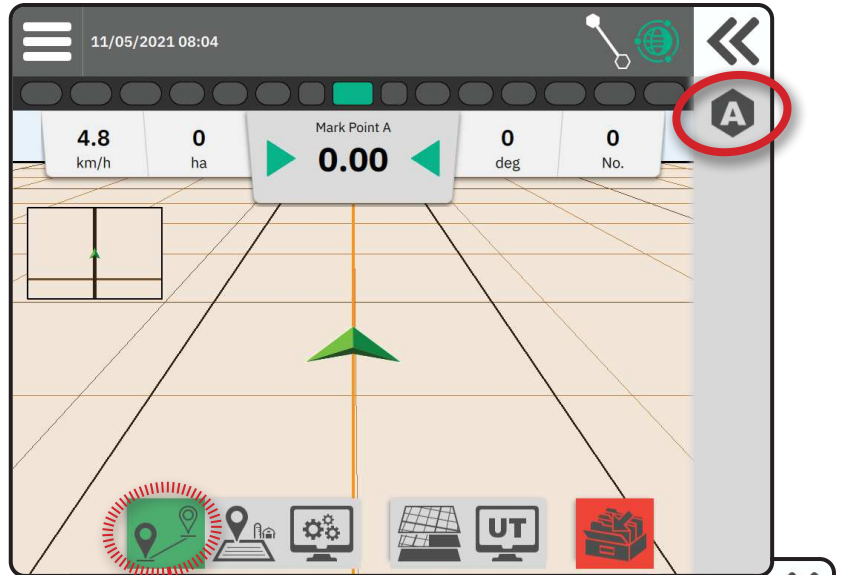 11/05/2021 08:04
A
4.8
km/h
0
ha
Mark Point A
0.00
0
deg
0
No.
UT